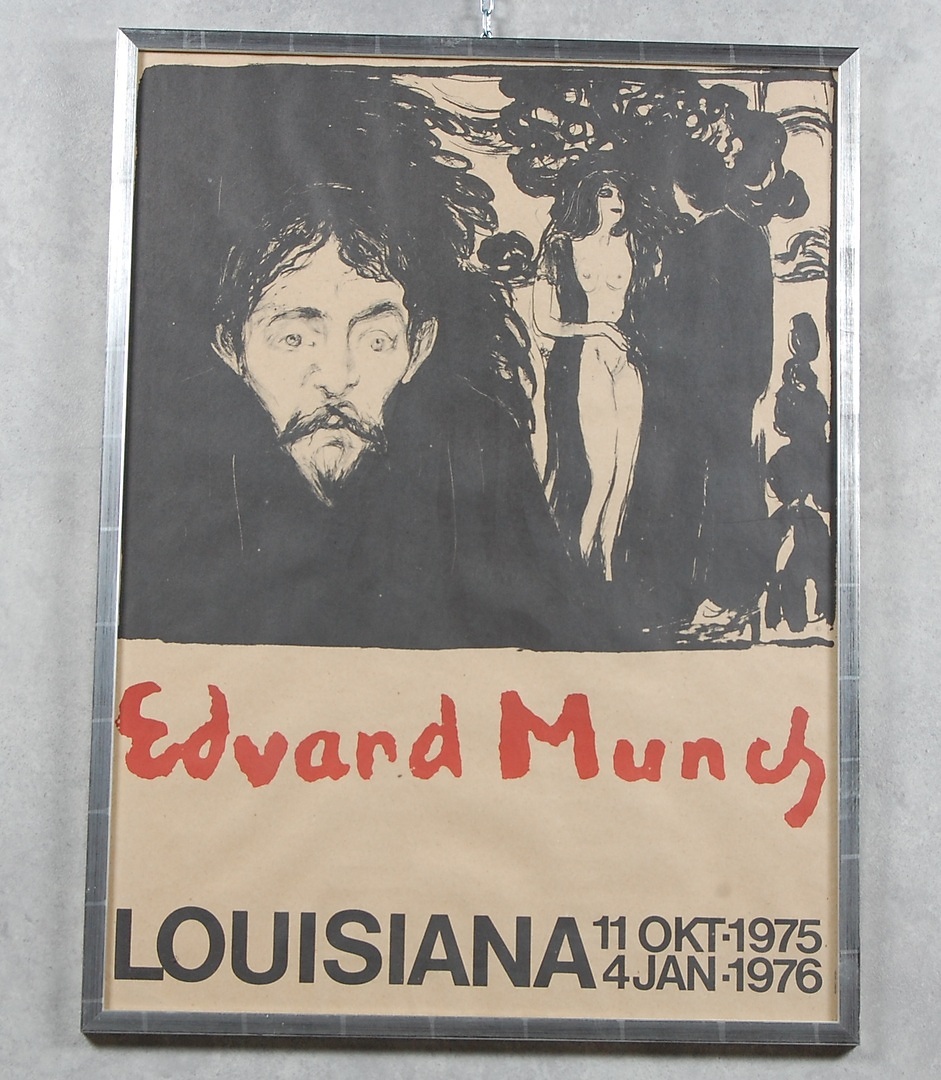 Edvard Munch
LOUISIANA
11 OKT·1975
4 JAN·1976